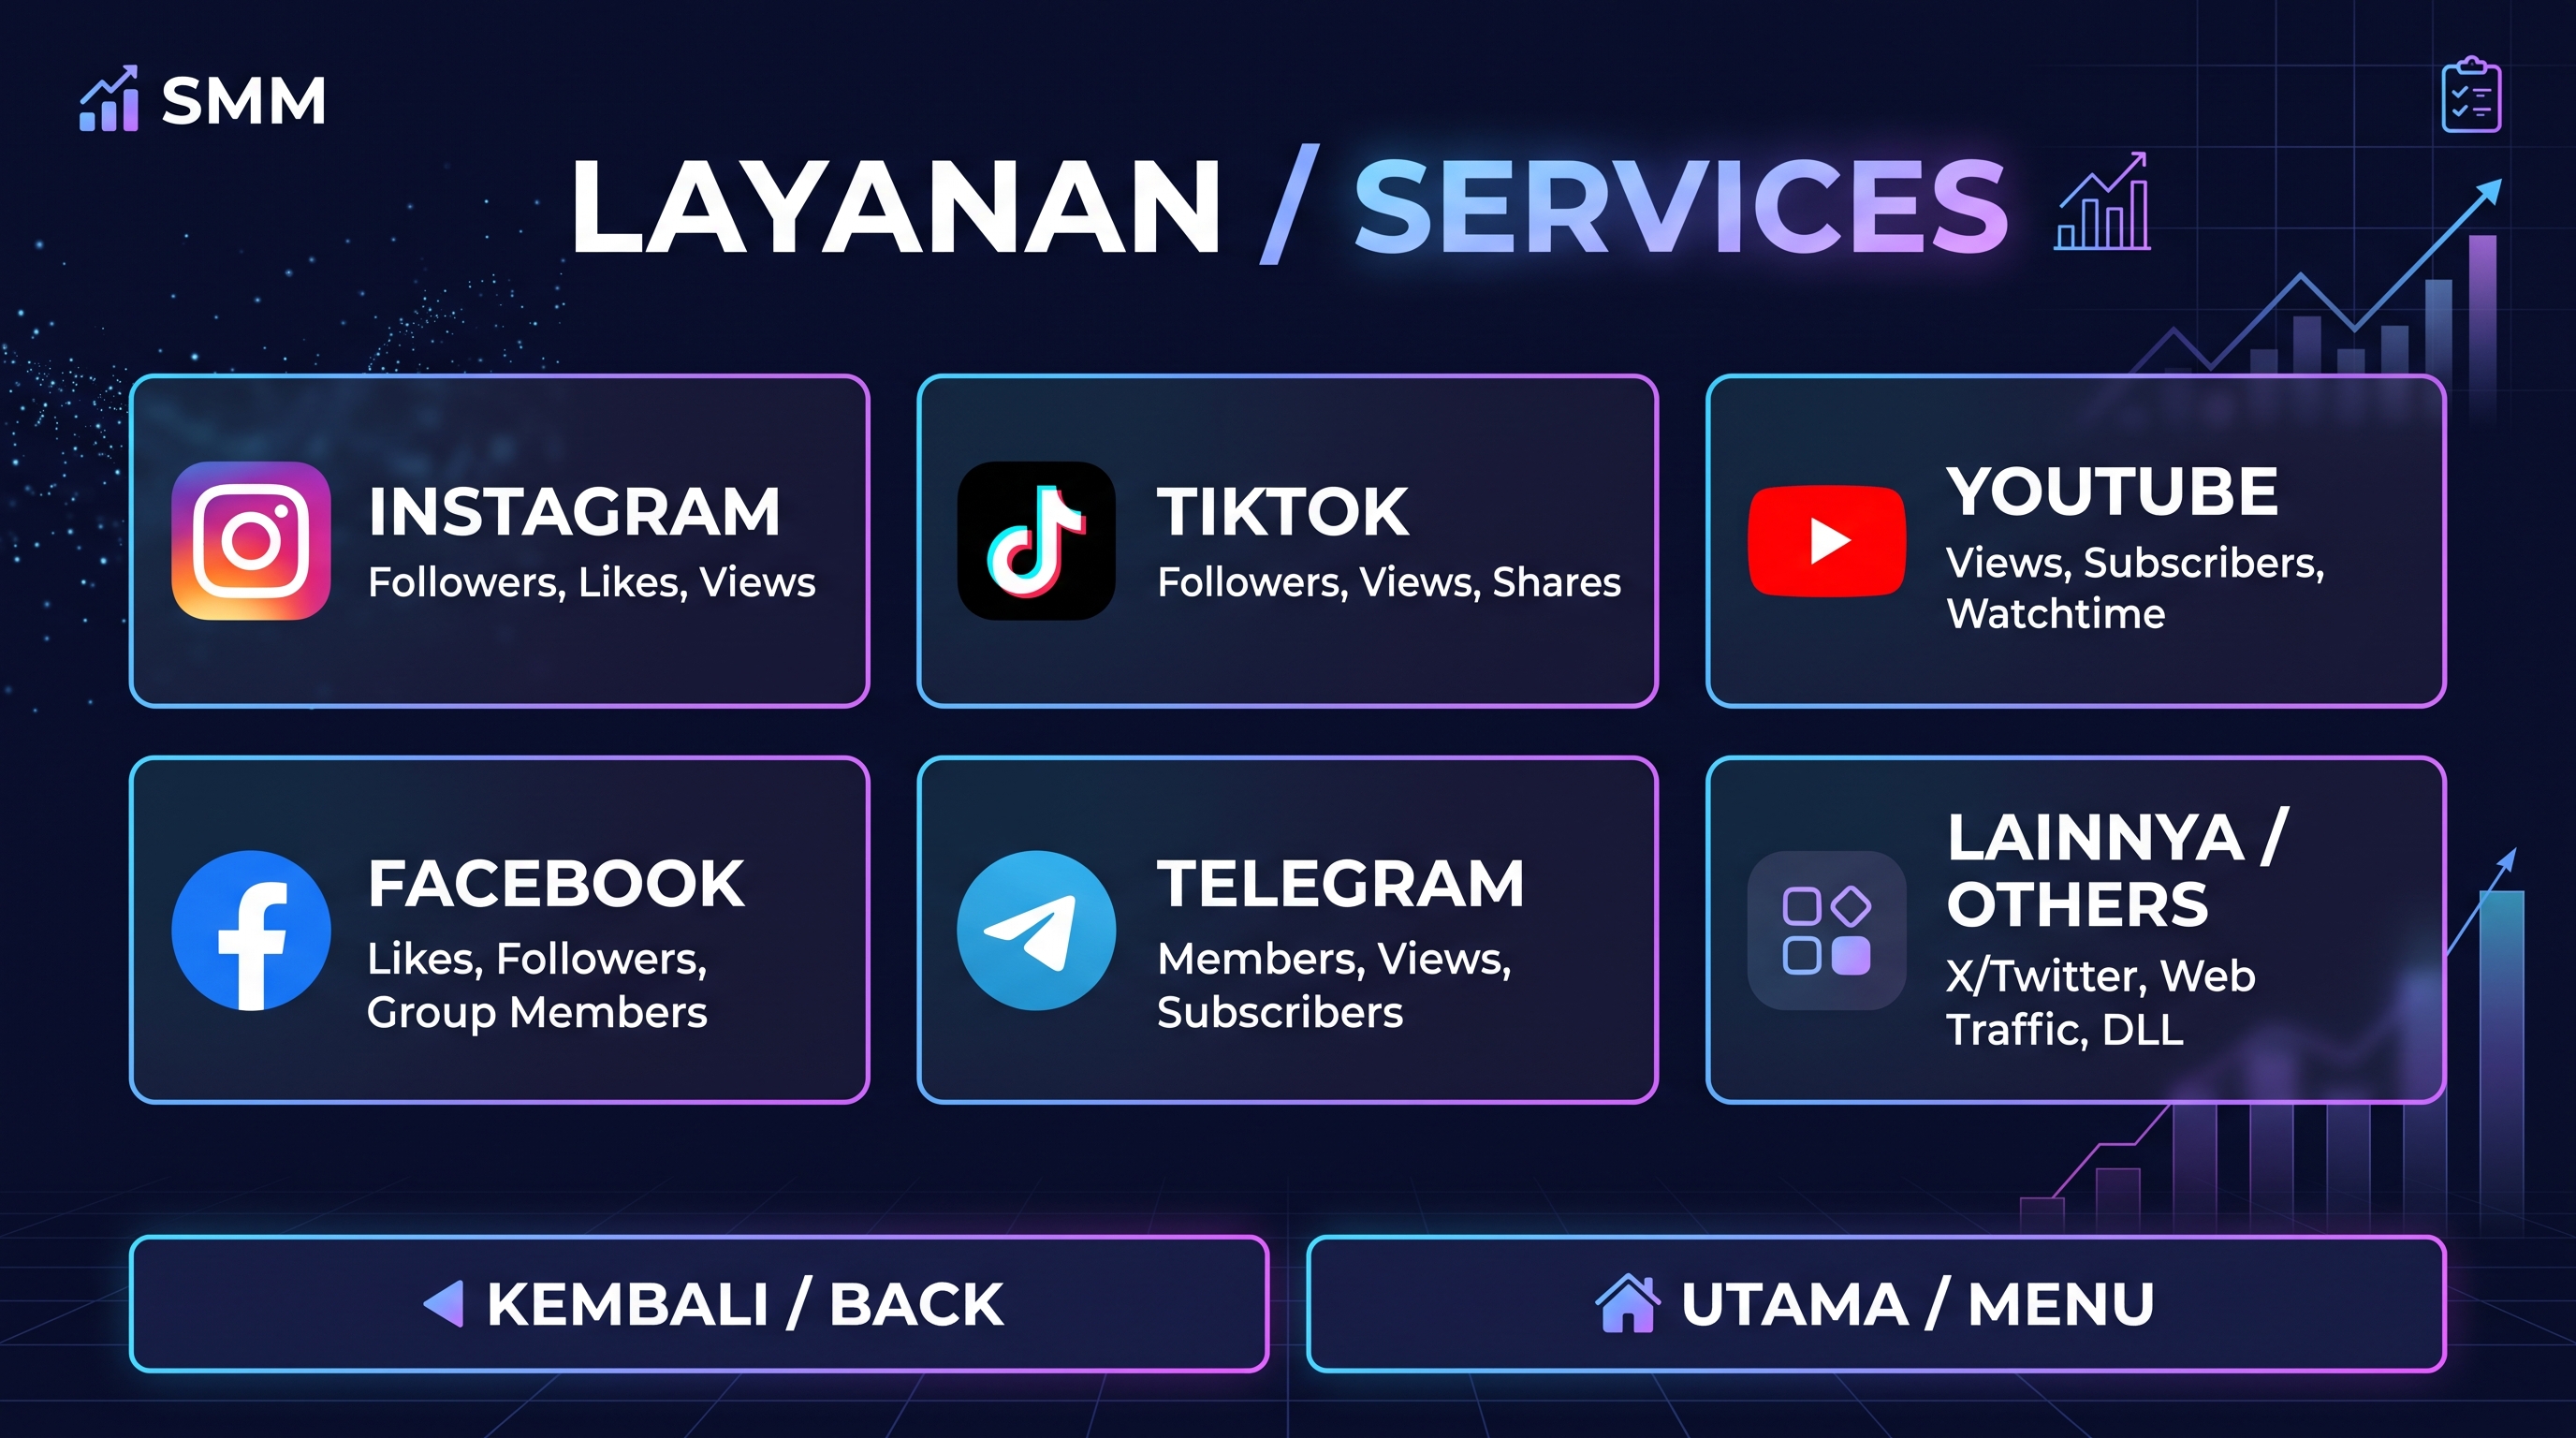 SMM
LAYANAN / SERVICES
INSTAGRAM
Followers, Likes, Views
TIKTOK
Followers, Views, Shares
YOUTUBE
Views, Subscribers,
Watchtime
FACEBOOK
Likes, Followers,
Group Members
TELEGRAM
Members, Views,
Subscribers
LAINNYA /
OTHERS
X/Twitter, Web
Traffic, DLL
KEMBALI / BACK
UTAMA / MENU